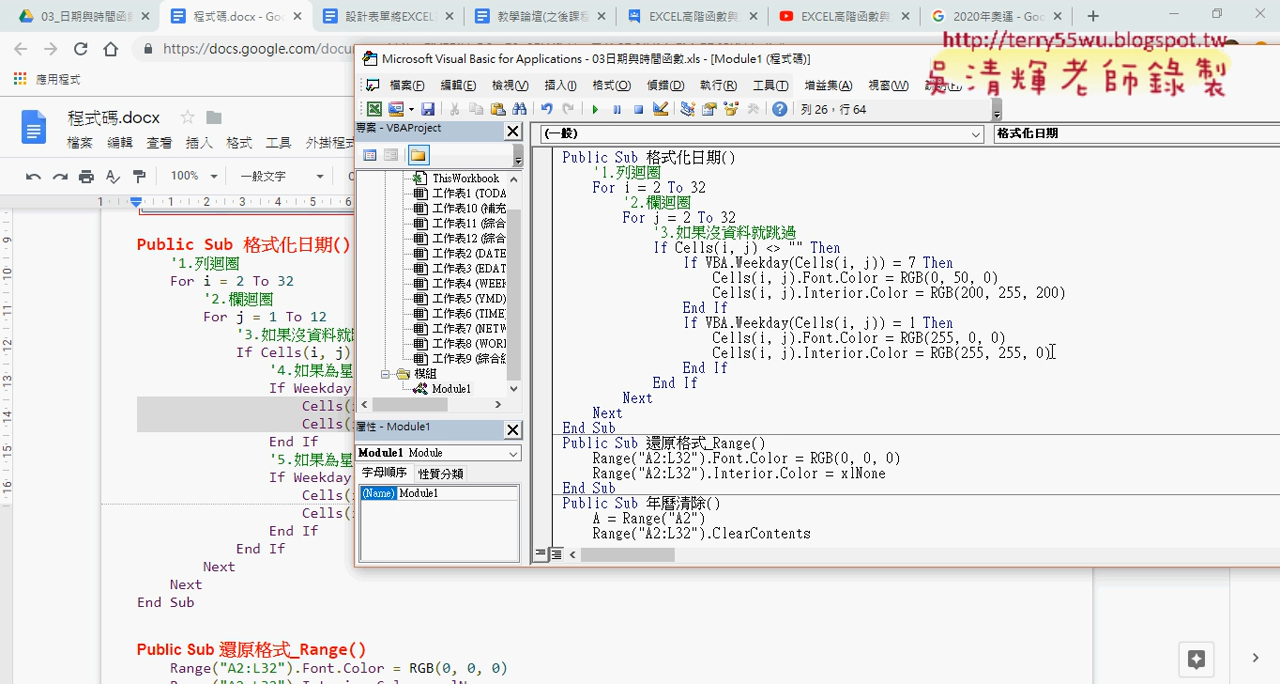 03_日期與時間函
程式碼.docx - Goo
設計表單將EXCEL
教學論壇(之後課程
EXCEL高階函數與
EXCEL高階函數與
2020年奧運 - Go
https://docs.google.com/docu
http://terry55wu.blogspot.tw
吳清輝老師錄製
應用程式
程式碼.docx
檔案 編輯 查看 插入 格式 工具 外掛程式
100% 一般文字
1 1 2 3 4 5 6
Public Sub 格式化日期()
'1.列迴圈
For i = 2 To 32
'2.欄迴圈
For j = 1 To 12
'3.如果沒資料就
If Cells(i, j)
'4.如果為星
If Weekday
Cells(
Cells(
End If
'5.如果為星
If Weekday
Cells(
Cells(
End If
End If
Next
Next
End Sub
Public Sub 還原格式_Range()
Range("A2:L32").Font.Color = RGB(0, 0, 0)
Microsoft Visual Basic for Applications - 03日期與時間函數.xls - [Module1 (程式碼)]
檔案(F) 編輯(E) 檢視(V) 插入(I) 格式(O) 偵錯(D) 執行(R) 工具(T) 增益集(A) 視窗(W)
列 26，行 64
專案 - VBAProject
ThisWorkbook
工作表1 (TODA
工作表10 (補充
工作表11 (綜合
工作表12 (綜合
工作表2 (DATE
工作表3 (EDAT
工作表4 (WEEK
工作表5 (YMD)
工作表6 (TIME
工作表7 (NETW
工作表8 (WORK
工作表9 (綜合
模組
Module1
屬性 - Module1
Module1 Module
字母順序 性質分類
(Name) Module1
(一般)
格式化日期
Public Sub 格式化日期()
'1.列迴圈
For i = 2 To 32
'2.欄迴圈
For j = 2 To 32
'3.如果沒資料就跳過
If Cells(i, j) <> "" Then
If VBA.Weekday(Cells(i, j)) = 7 Then
Cells(i, j).Font.Color = RGB(0, 50, 0)
Cells(i, j).Interior.Color = RGB(200, 255, 200)
End If
If VBA.Weekday(Cells(i, j)) = 1 Then
Cells(i, j).Font.Color = RGB(255, 0, 0)
Cells(i, j).Interior.Color = RGB(255, 255, 0)
End If
End If
Next
Next
End Sub
Public Sub 還原格式_Range()
Range("A2:L32").Font.Color = RGB(0, 0, 0)
Range("A2:L32").Interior.Color = xlNone
End Sub
Public Sub 年曆清除()
A = Range("A2")
Range("A2:L32").ClearContents